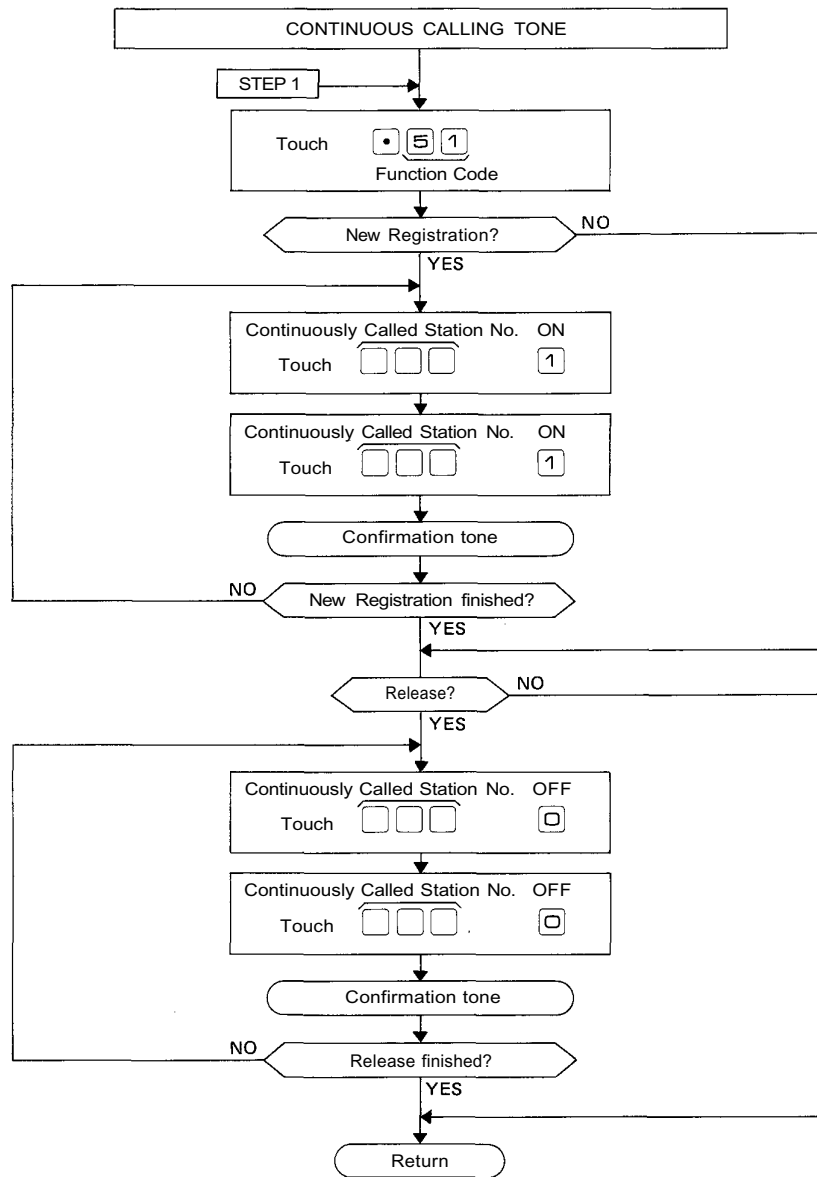 CONTINUOUS CALLING TONE
STEP 1
Touch • 5 1
Function Code
New Registration? NO
YES
Continuously Called Station No. ON
Touch 1
Continuously Called Station No. ON
Touch 1
Confirmation tone
NO New Registration finished?
YES
Release? NO
YES
Continuously Called Station No. OFF
Touch 0
Continuously Called Station No. OFF
Touch 0
Confirmation tone
NO Release finished?
YES
Return